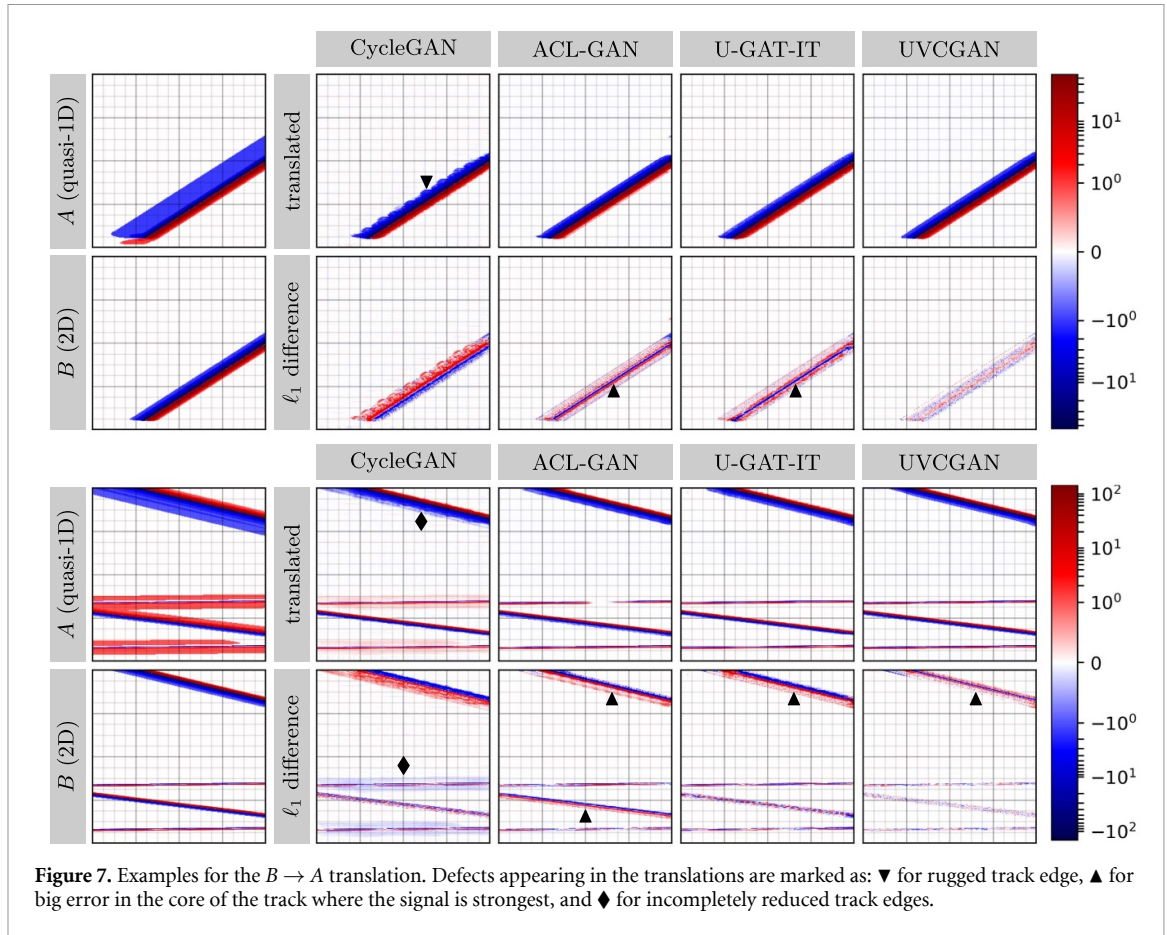 CycleGAN ACL-GAN U-GAT-IT UVCGAN
A (quasi-1D)
translated
10¹
10⁰
0
−10⁰
−10¹
B (2D)
ℓ₁ difference
CycleGAN ACL-GAN U-GAT-IT UVCGAN
A (quasi-1D)
translated
10²
10¹
10⁰
0
−10⁰
−10¹
−10²
B (2D)
ℓ₁ difference
Figure 7. Examples for the B → A translation. Defects appearing in the translations are marked as: ▼ for rugged track edge, ▲ for
big error in the core of the track where the signal is strongest, and ♦ for incompletely reduced track edges.